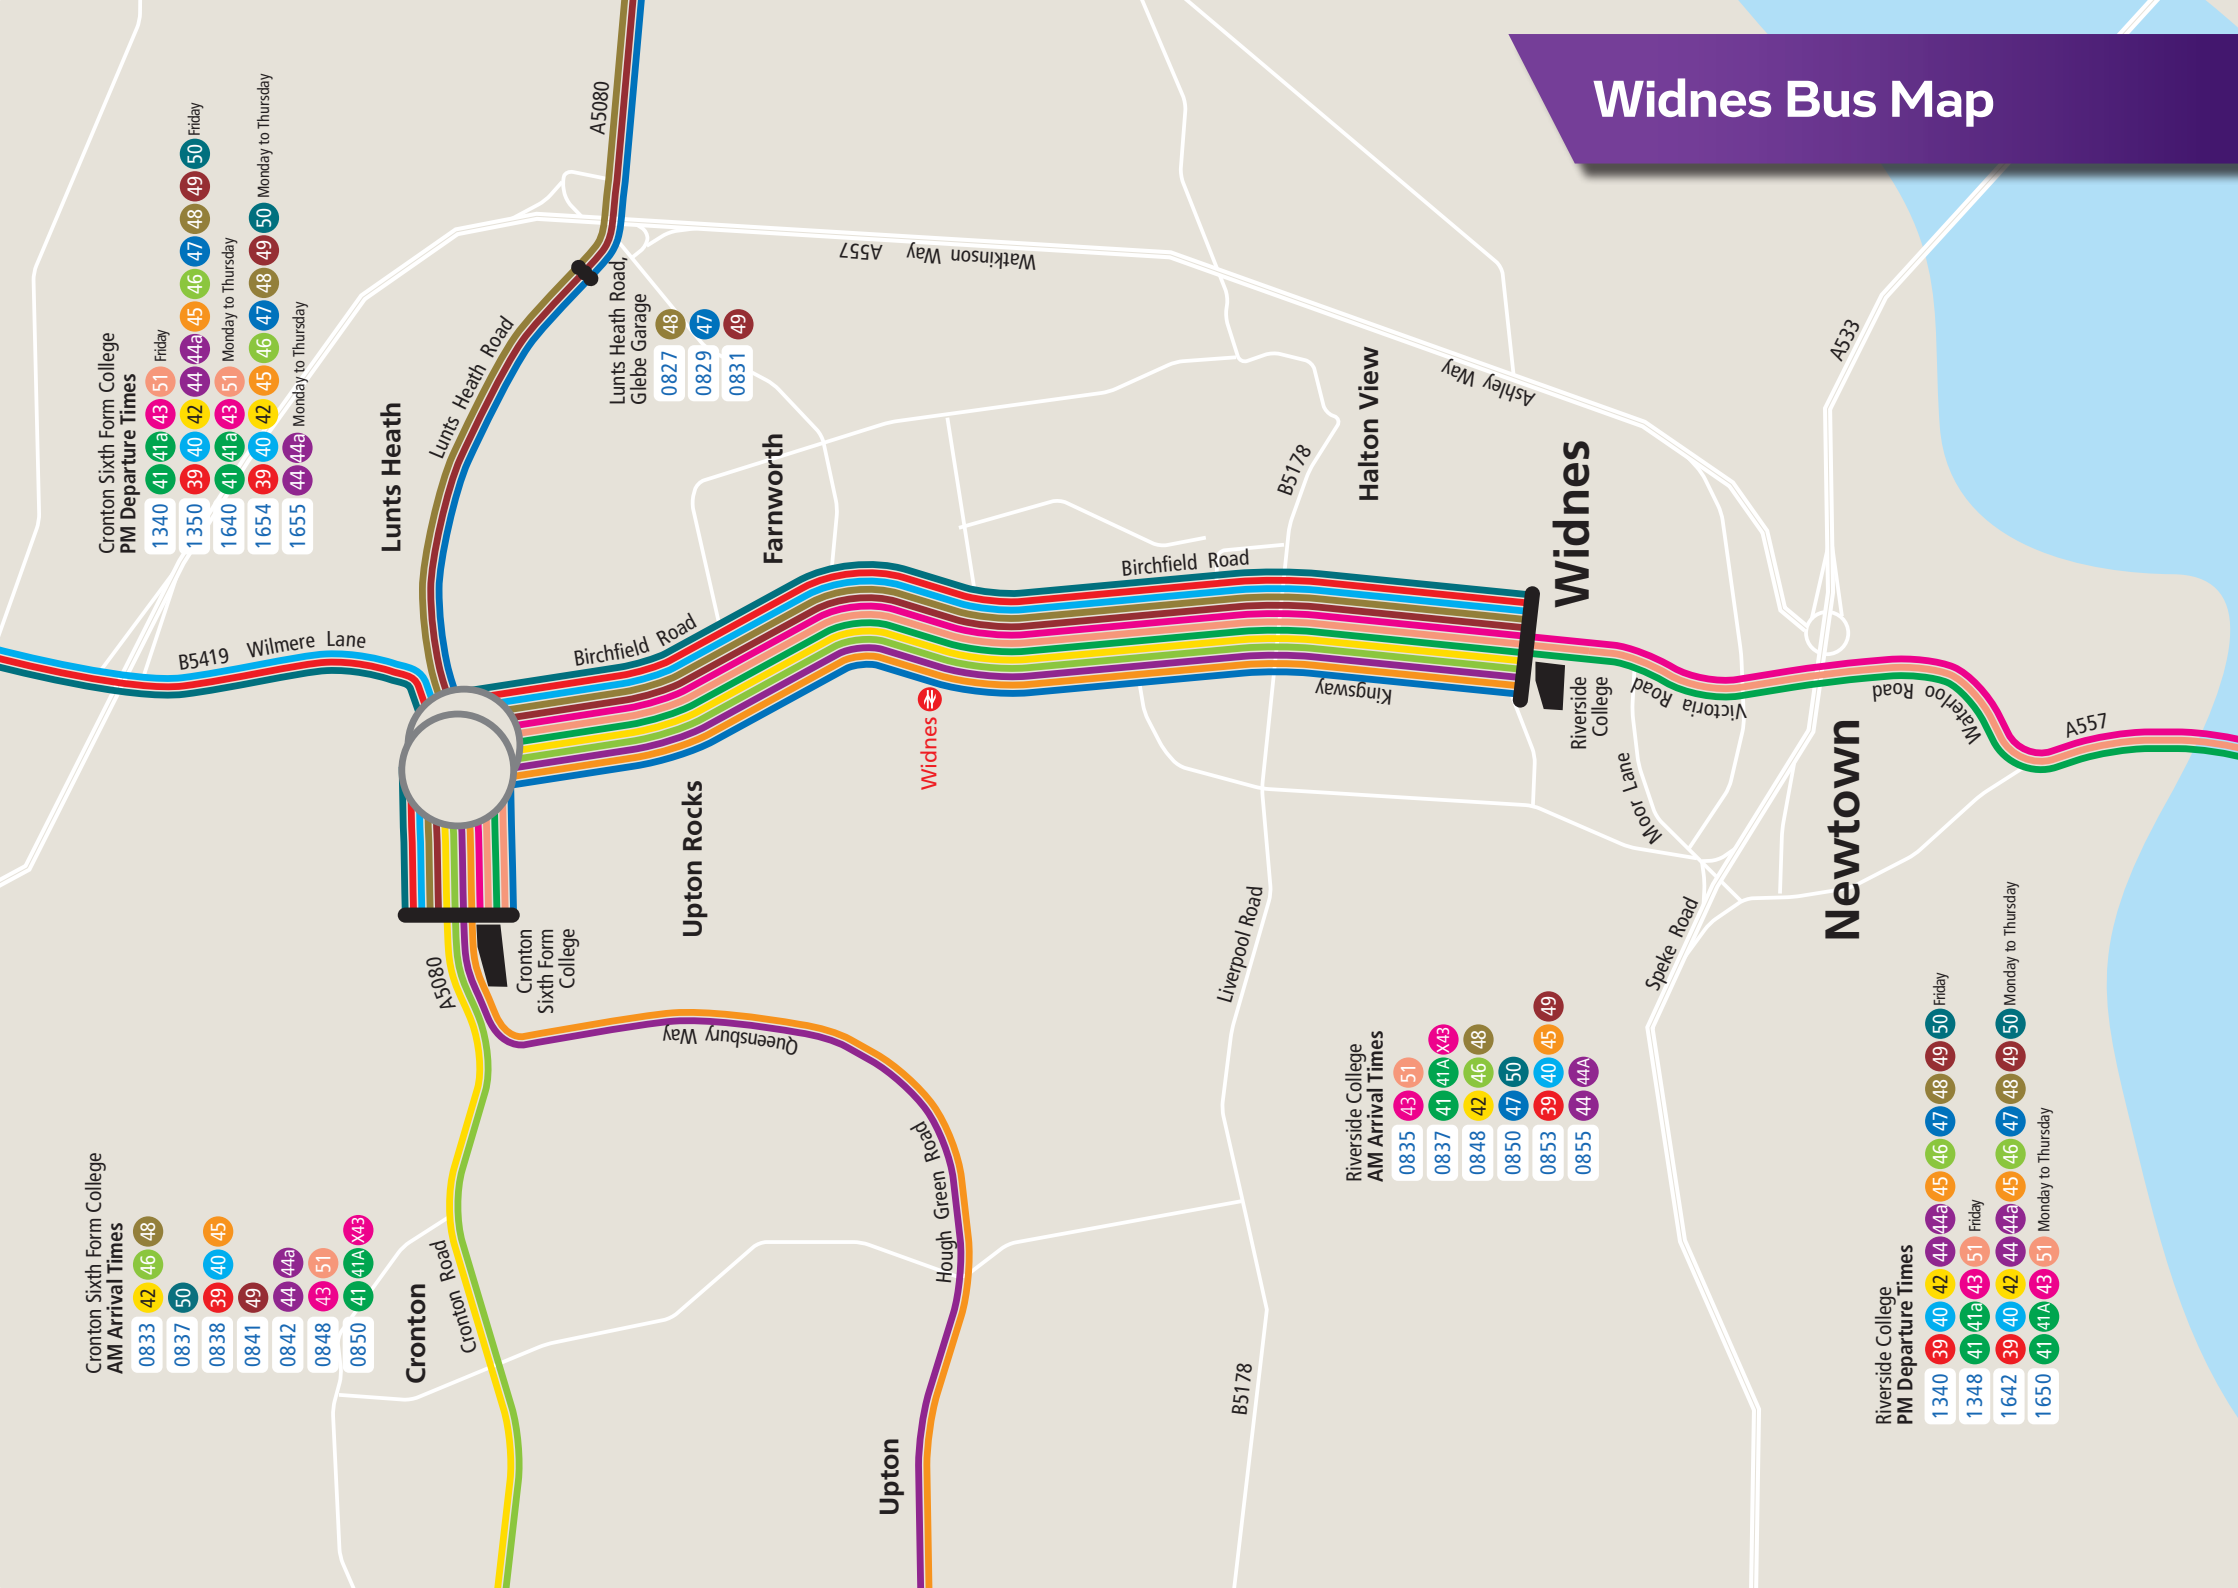 Widnes Bus Map
Cronton Sixth Form College
PM Departure Times
1340 41 41a 43 51 Friday
1350 39 40 42 44 44a 45 46 47 48 49 50 Friday
1640 41 41a 43 51 Monday to Thursday
1654 39 40 42 45 46 47 48 49 50 Monday to Thursday
1655 44 44a Monday to Thursday
A5080
Lunts Heath Road
Lunts Heath
Lunts Heath Road,
Glebe Garage
0827 48
0829 47
0831 49
A557 Watkinson Way
Ashley Way
A533
Farnworth
Halton View
B5178
Widnes
B5419 Wilmere Lane
Birchfield Road
Birchfield Road
Kingsway
Widnes
Riverside
College
Victoria Road
Waterloo Road
A557
Moor Lane
Newtown
Speke Road
Upton Rocks
Liverpool Road
B5178
A5080
Cronton
Sixth Form
College
Queensbury Way
Hough Green Road
Upton
Cronton Road
Cronton
Cronton Sixth Form College
AM Arrival Times
0833 42 46 48
0837 50
0838 39 40 45
0841 49
0842 44 44a
0848 43 51
0850 41 41A X43
Riverside College
AM Arrival Times
0835 43 51
0837 41 41A X43
0848 42 46 48
0850 47 50
0853 39 40 45 49
0855 44 44A
Riverside College
PM Departure Times
1340 39 40 42 44 44a 45 46 47 48 49 50 Friday
1348 41 41a 43 51 Friday
1642 39 40 42 44 44a 45 46 47 48 49 50 Monday to Thursday
1650 41 41A 43 51 Monday to Thursday